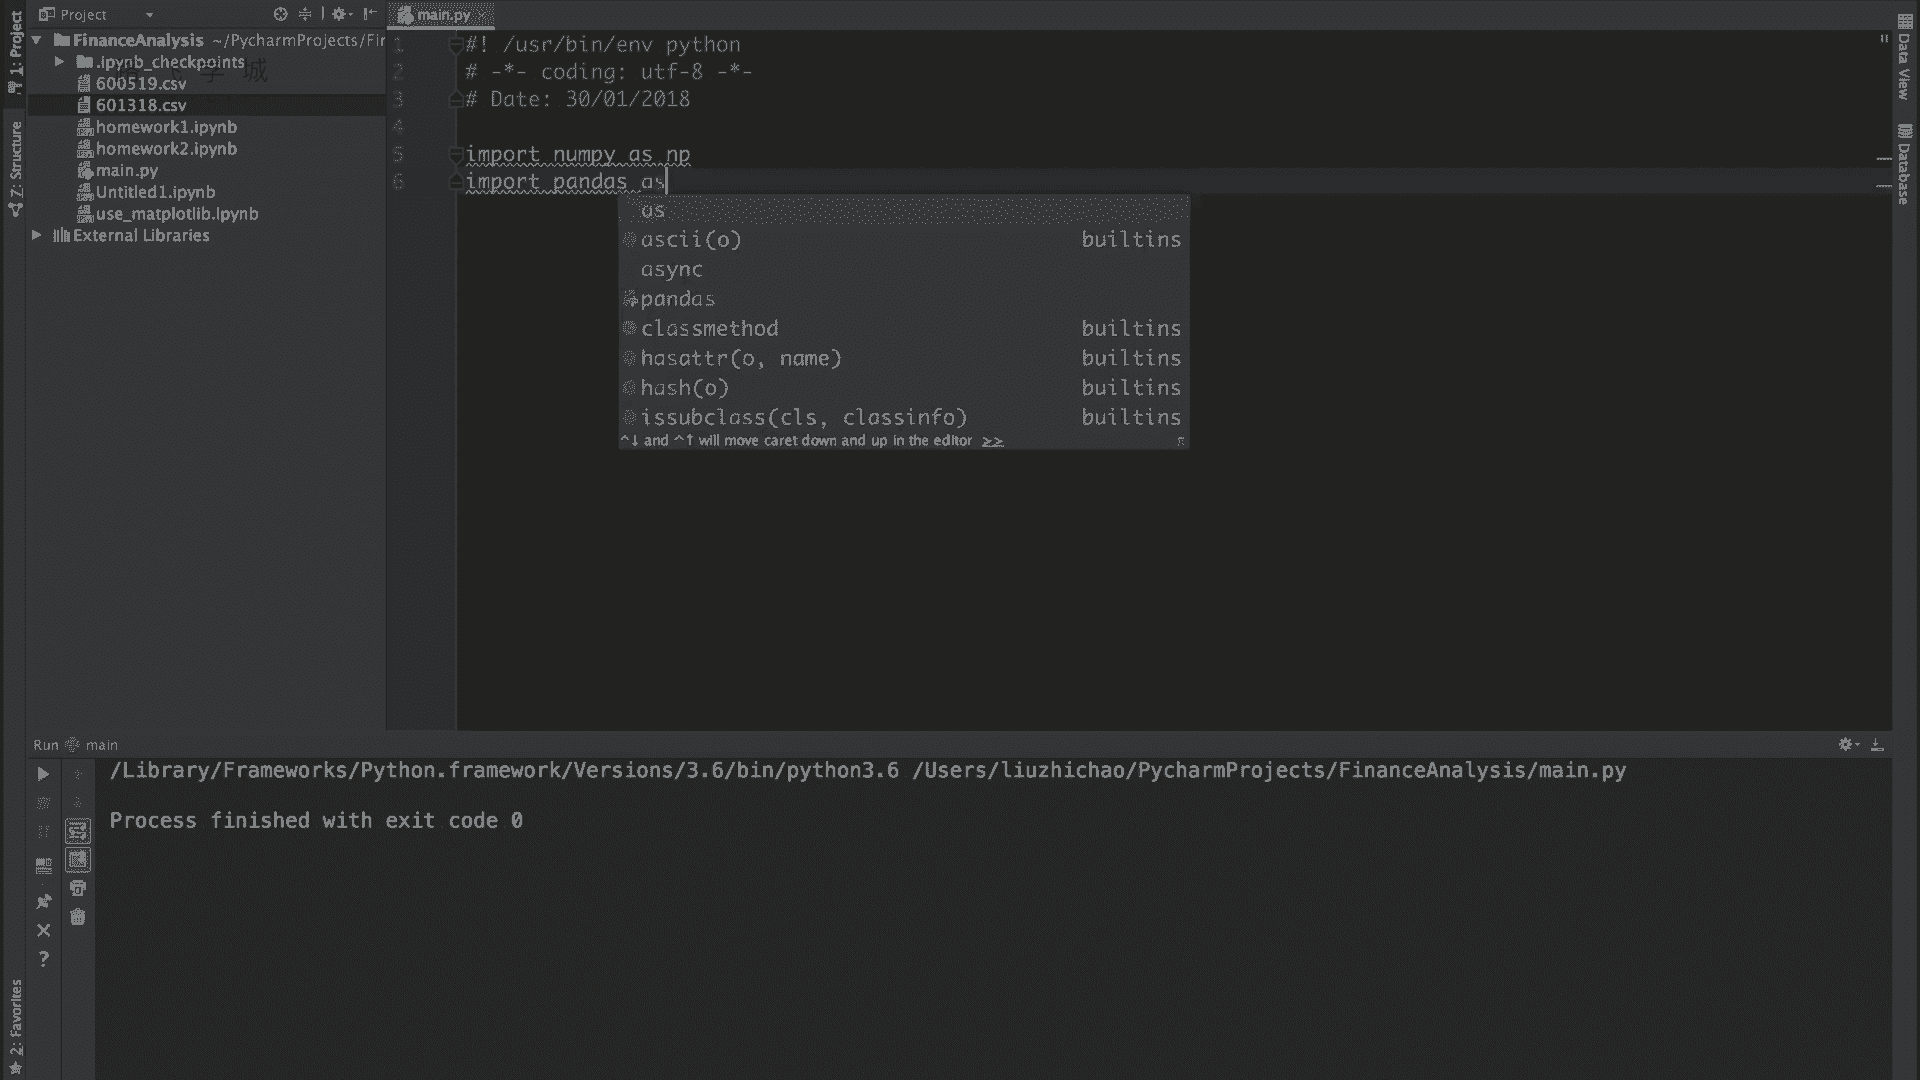 Project
main.py
1: Project
FinanceAnalysis ~/PycharmProjects/Fir
.ipynb_checkpoints
学 城
600519.csv
601318.csv
homework1.ipynb
homework2.ipynb
main.py
Untitled1.ipynb
use_matplotlib.ipynb
External Libraries
7: Structure
2: Favorites
1 #! /usr/bin/env python
2 # -*- coding: utf-8 -*-
3 # Date: 30/01/2018
4
5 import numpy as np
6 import pandas as
as
ascii(o) builtins
async
pandas
classmethod builtins
hasattr(o, name) builtins
hash(o) builtins
issubclass(cls, classinfo) builtins
^↓ and ^↑ will move caret down and up in the editor >>
π
Data View
Database
Run main
/Library/Frameworks/Python.framework/Versions/3.6/bin/python3.6 /Users/liuzhichao/PycharmProjects/FinanceAnalysis/main.py
Process finished with exit code 0